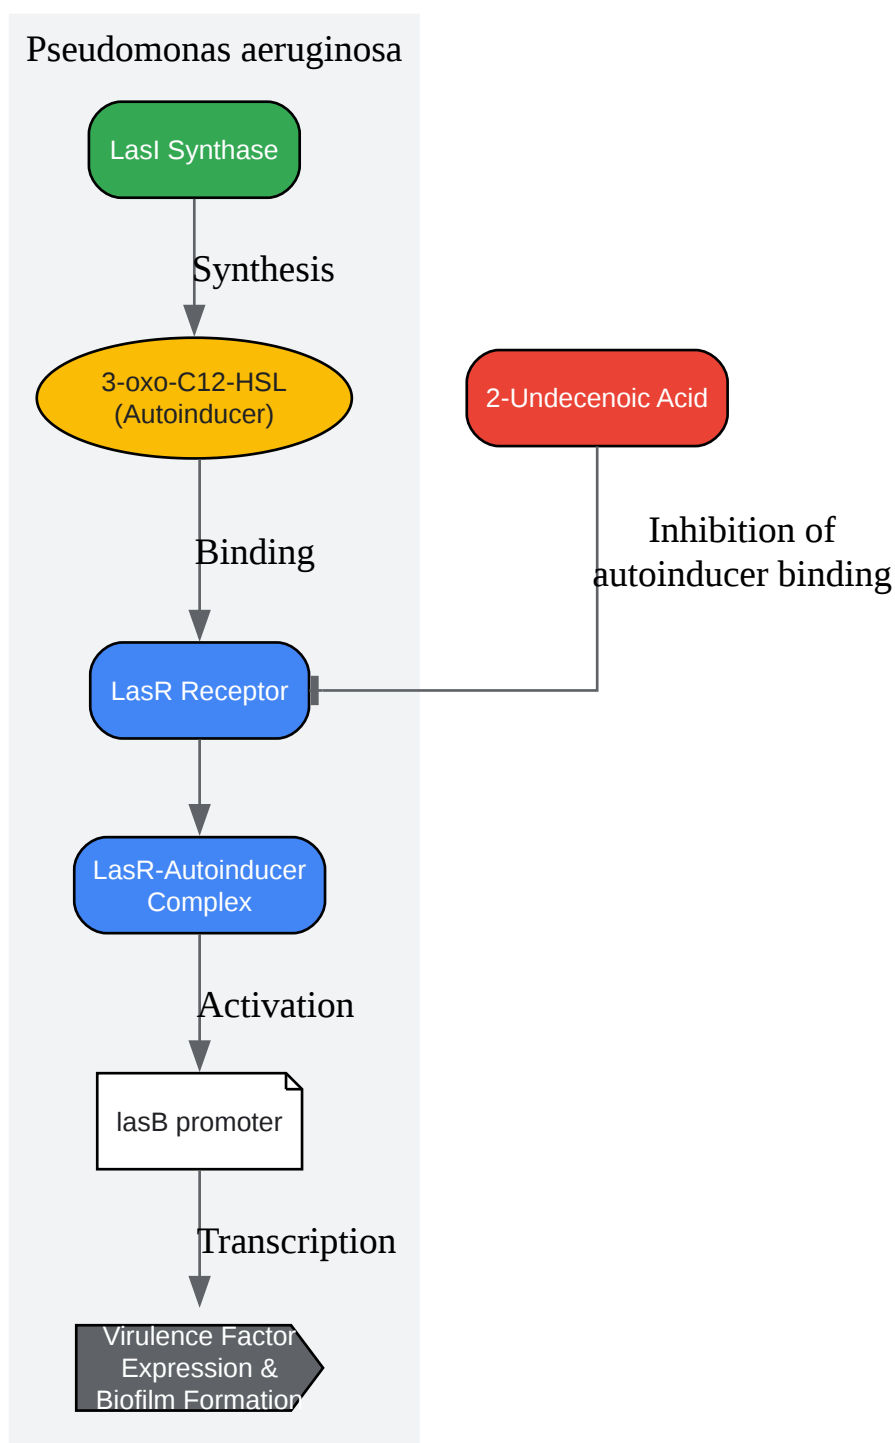 Pseudomonas aeruginosa
LasI Synthase
Synthesis
3-oxo-C12-HSL
(Autoinducer)
2-Undecenoic Acid
Inhibition of
autoinducer binding
Binding
LasR Receptor
LasR-Autoinducer
Complex
Activation
lasB promoter
Transcription
Virulence Factor
Expression &
Biofilm Formation